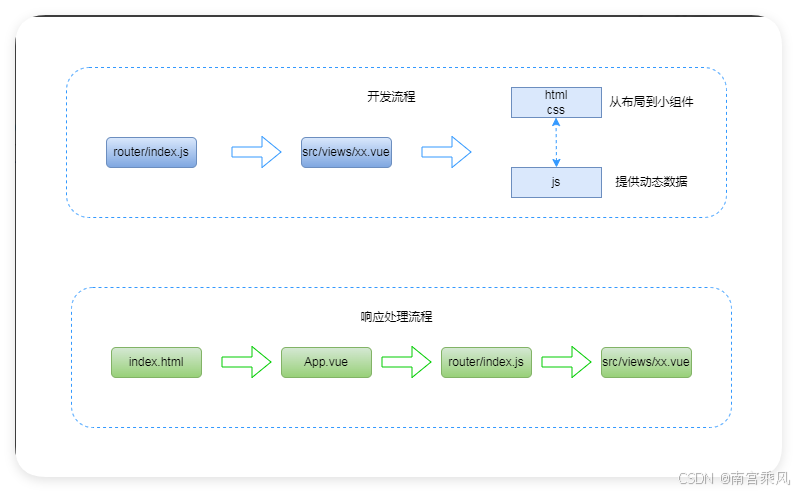 开发流程
html
css
从布局到小组件
router/index.js
src/views/xx.vue
js
提供动态数据
响应处理流程
index.html
App.vue
router/index.js
src/views/xx.vue
CSDN @南宫乘风